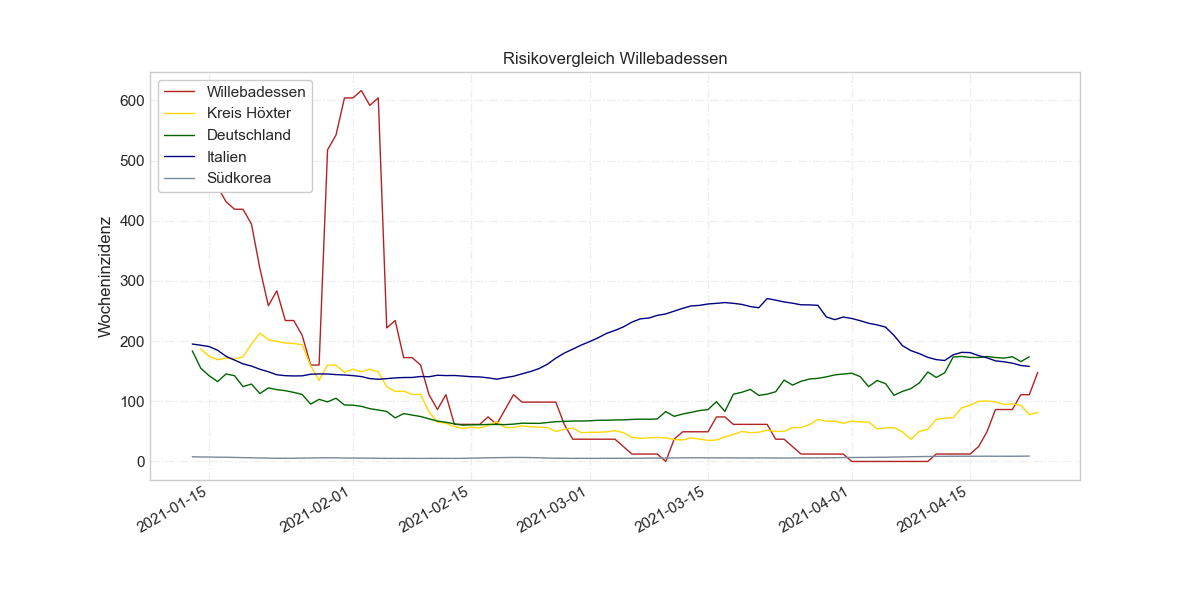 Risikovergleich Willebadessen
Wocheninzidenz
600
500
400
300
200
100
0
Willebadessen
Kreis Höxter
Deutschland
Italien
Südkorea
2021-01-15
2021-02-01
2021-02-15
2021-03-01
2021-03-15
2021-04-01
2021-04-15